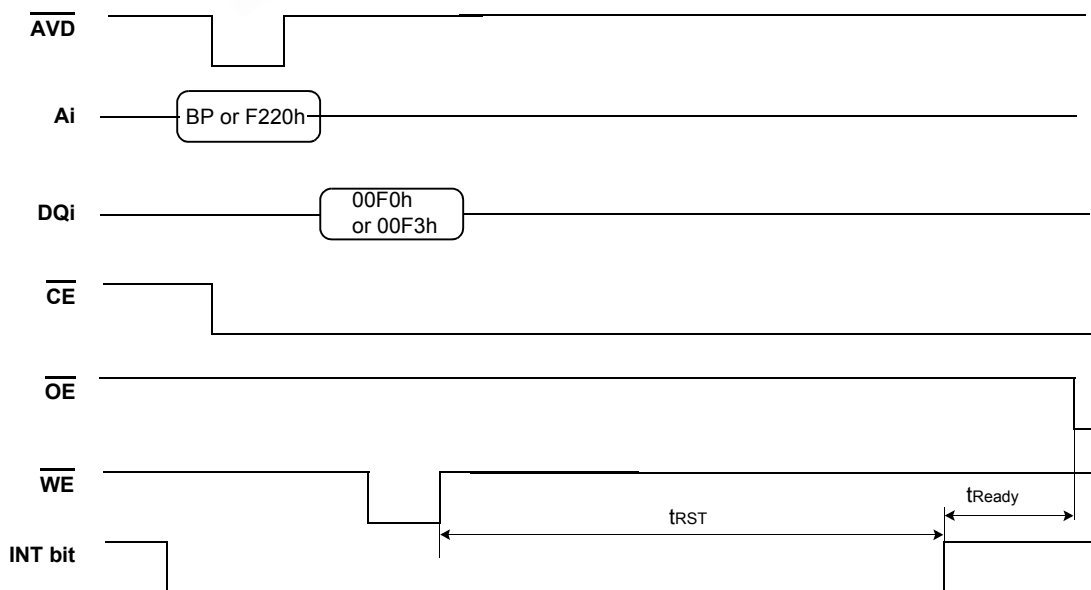 AVD
Ai
BP or F220h
DQi
00F0h
or 00F3h
CE
OE
WE
tRST
tReady
INT bit